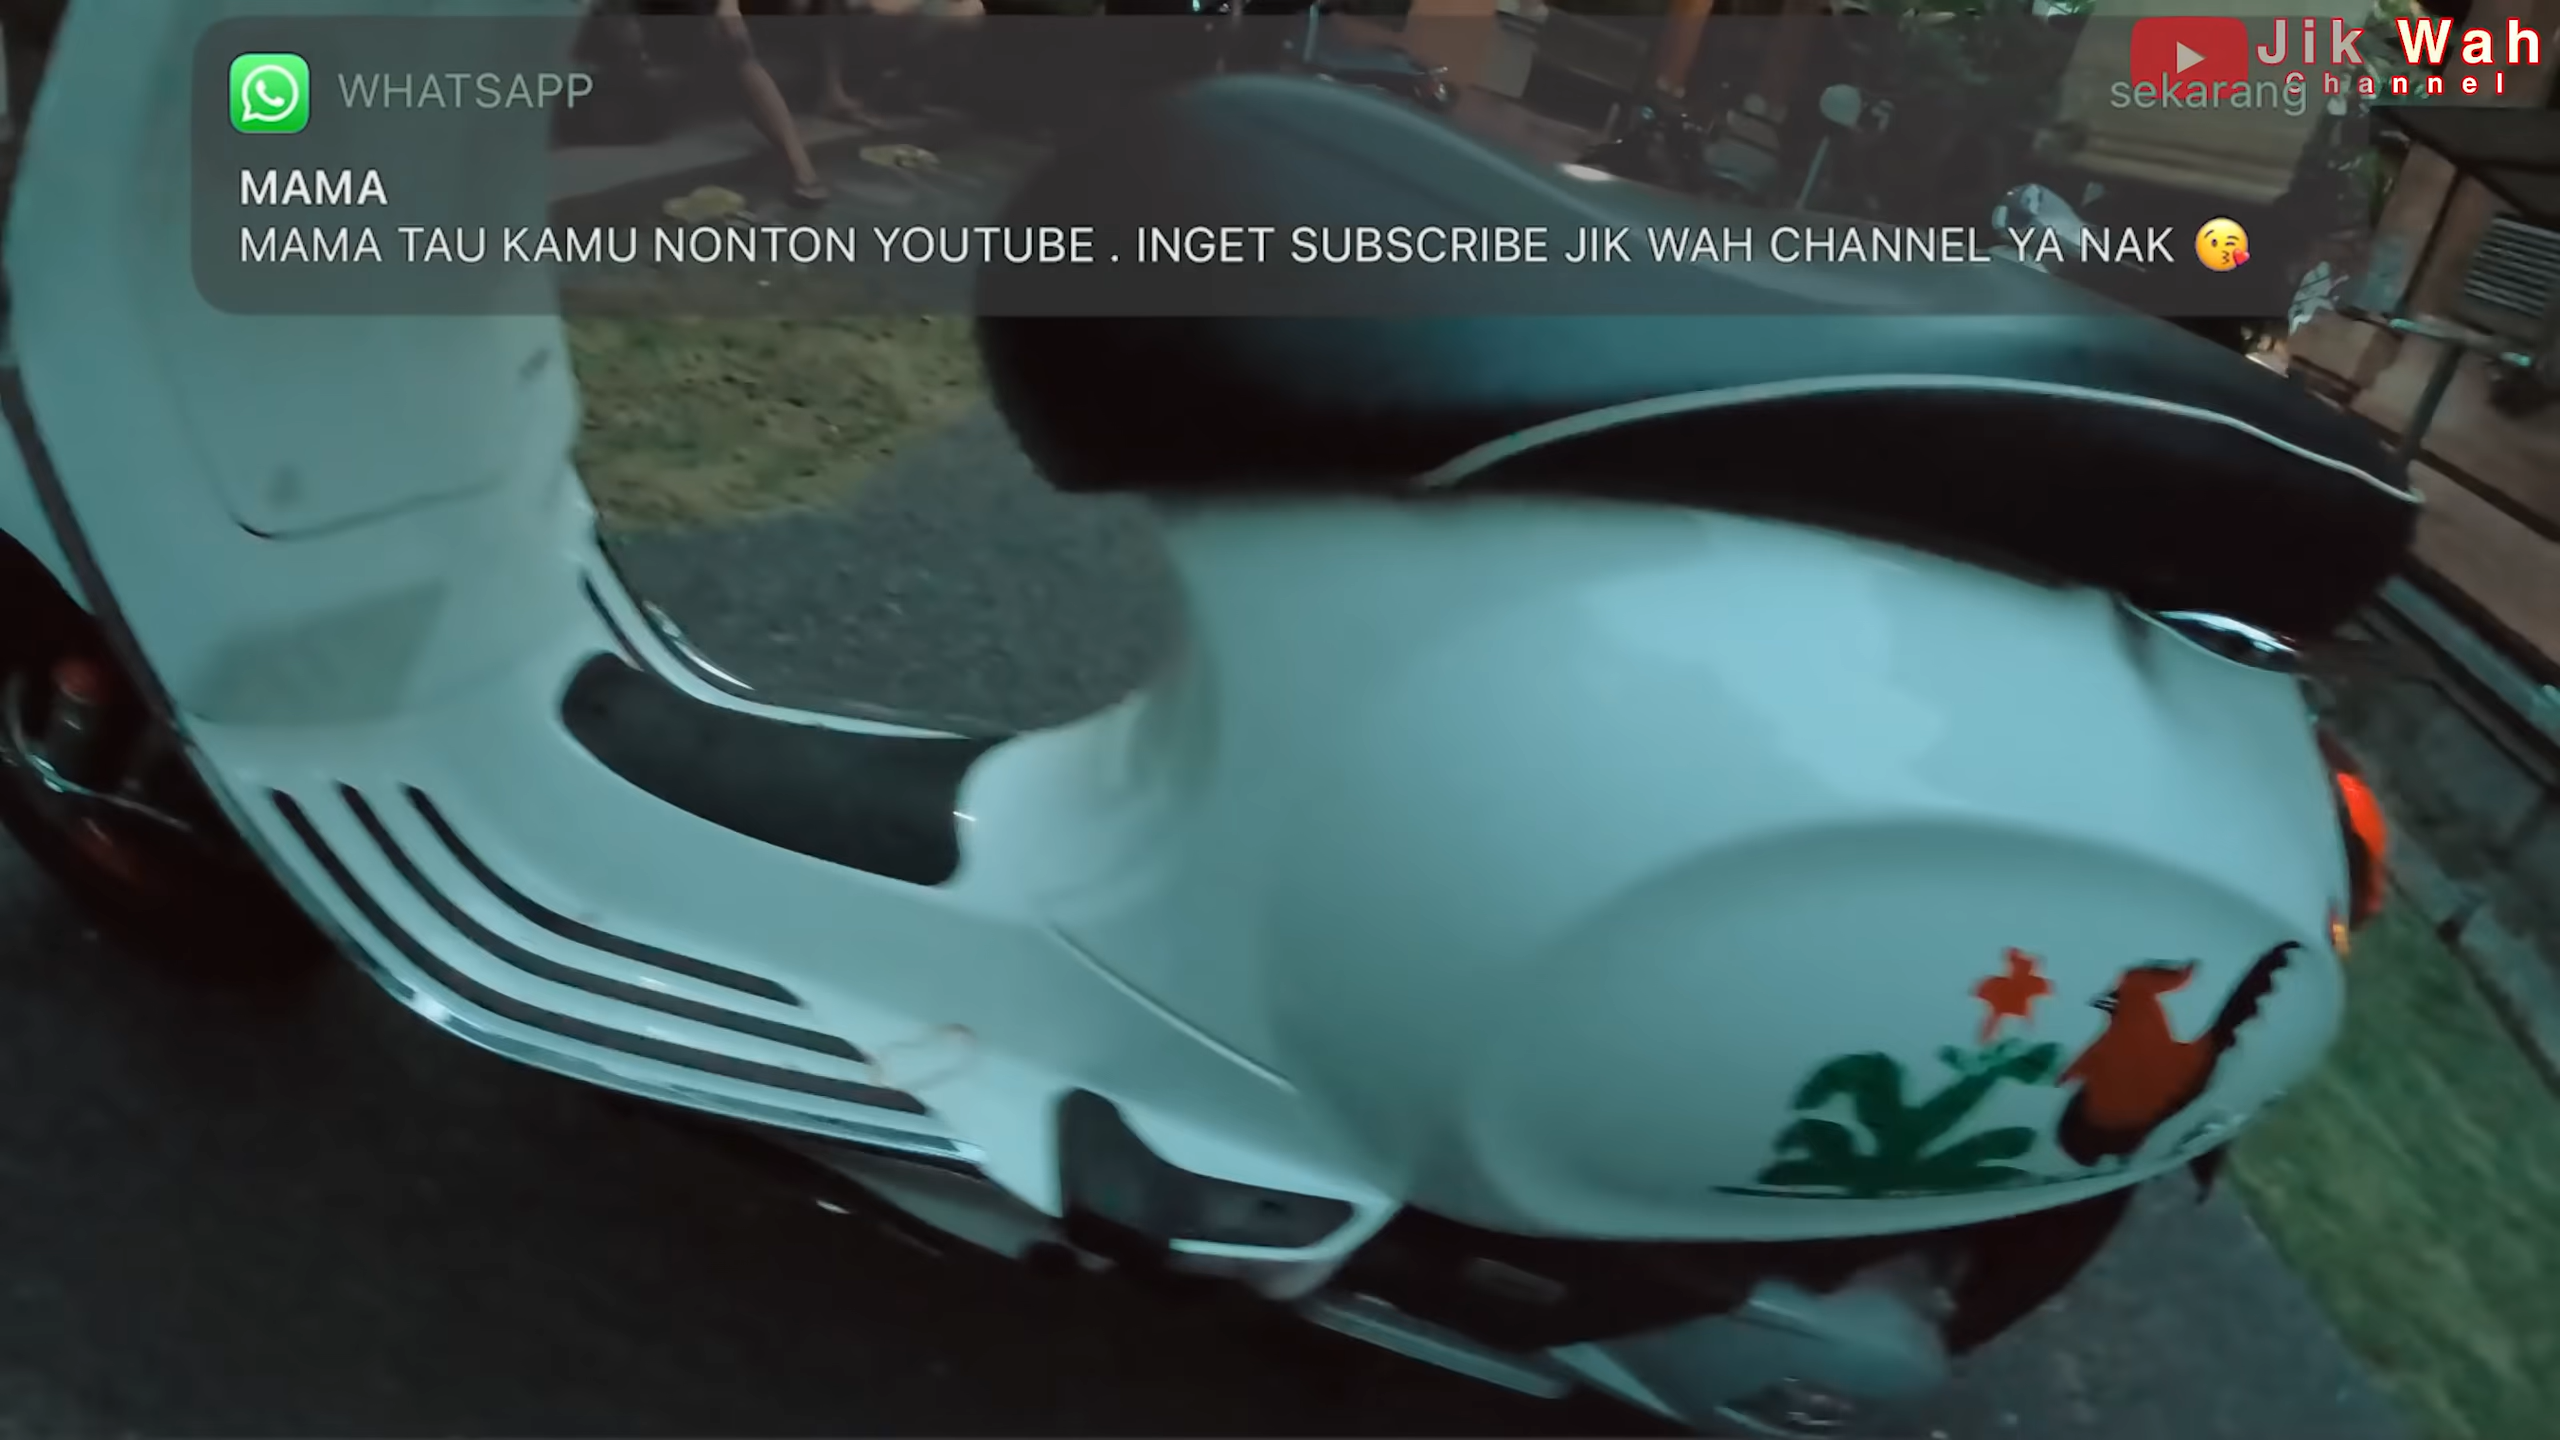 WHATSAPP
sekarang
Jik Wah
Channel
MAMA
MAMA TAU KAMU NONTON YOUTUBE . INGET SUBSCRIBE JIK WAH CHANNEL YA NAK 😘